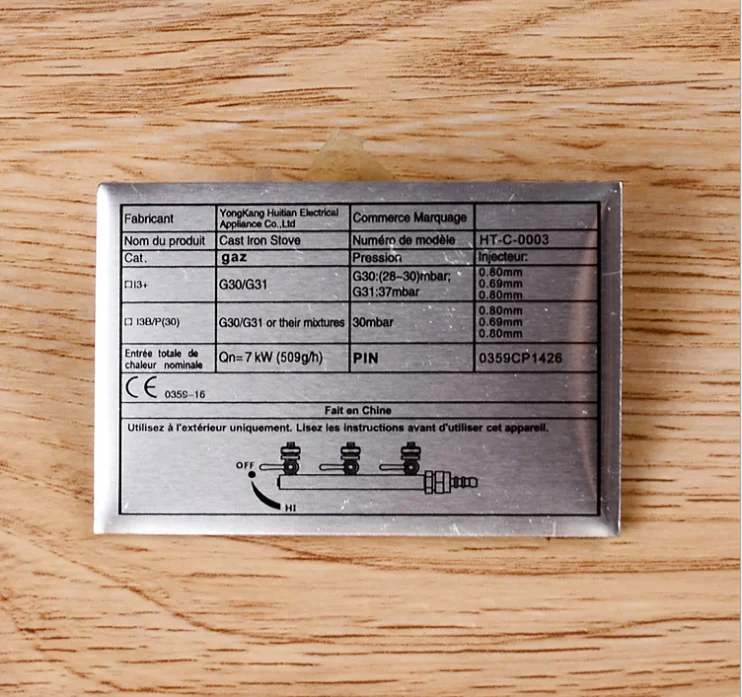 Fabricant YongKang Huitian Electrical Appliance Co.,Ltd Commerce Marquage
Nom du produit Cast Iron Stove Numéro de modèle HT-C-0003
Cat. gaz Pression Injecteur:
□I3+ G30/G31 G30:(28-30)mbar; G31:37mbar 0.80mm 0.69mm 0.80mm
□ I3B/P(30) G30/G31 or their mixtures 30mbar 0.80mm 0.69mm 0.80mm
Entrée totale de chaleur nominale Qn= 7 kW (509g/h) PIN 0359CP1426
CE 0359-16
Fait en Chine
Utilisez à l'extérieur uniquement. Lisez les instructions avant d'utiliser cet appareil.
OFF
HI